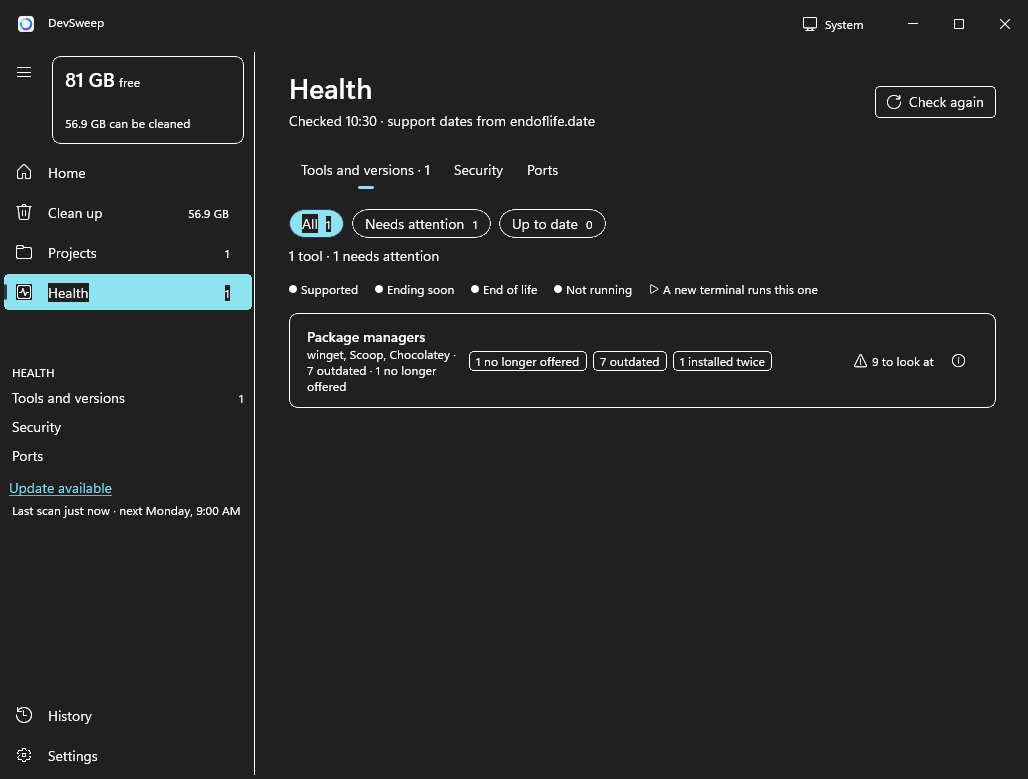 DevSweep
System
81 GB free
56.9 GB can be cleaned
Home
Clean up 56.9 GB
Projects 1
Health 1
HEALTH
Tools and versions 1
Security
Ports
Update available
Last scan just now · next Monday, 9:00 AM
History
Settings
Health
Checked 10:30 · support dates from endoflife.date
Check again
Tools and versions · 1 Security Ports
All 1 Needs attention 1 Up to date 0
1 tool · 1 needs attention
Supported Ending soon End of life Not running A new terminal runs this one
Package managers
winget, Scoop, Chocolatey ·
7 outdated · 1 no longer
offered
1 no longer offered 7 outdated 1 installed twice
9 to look at